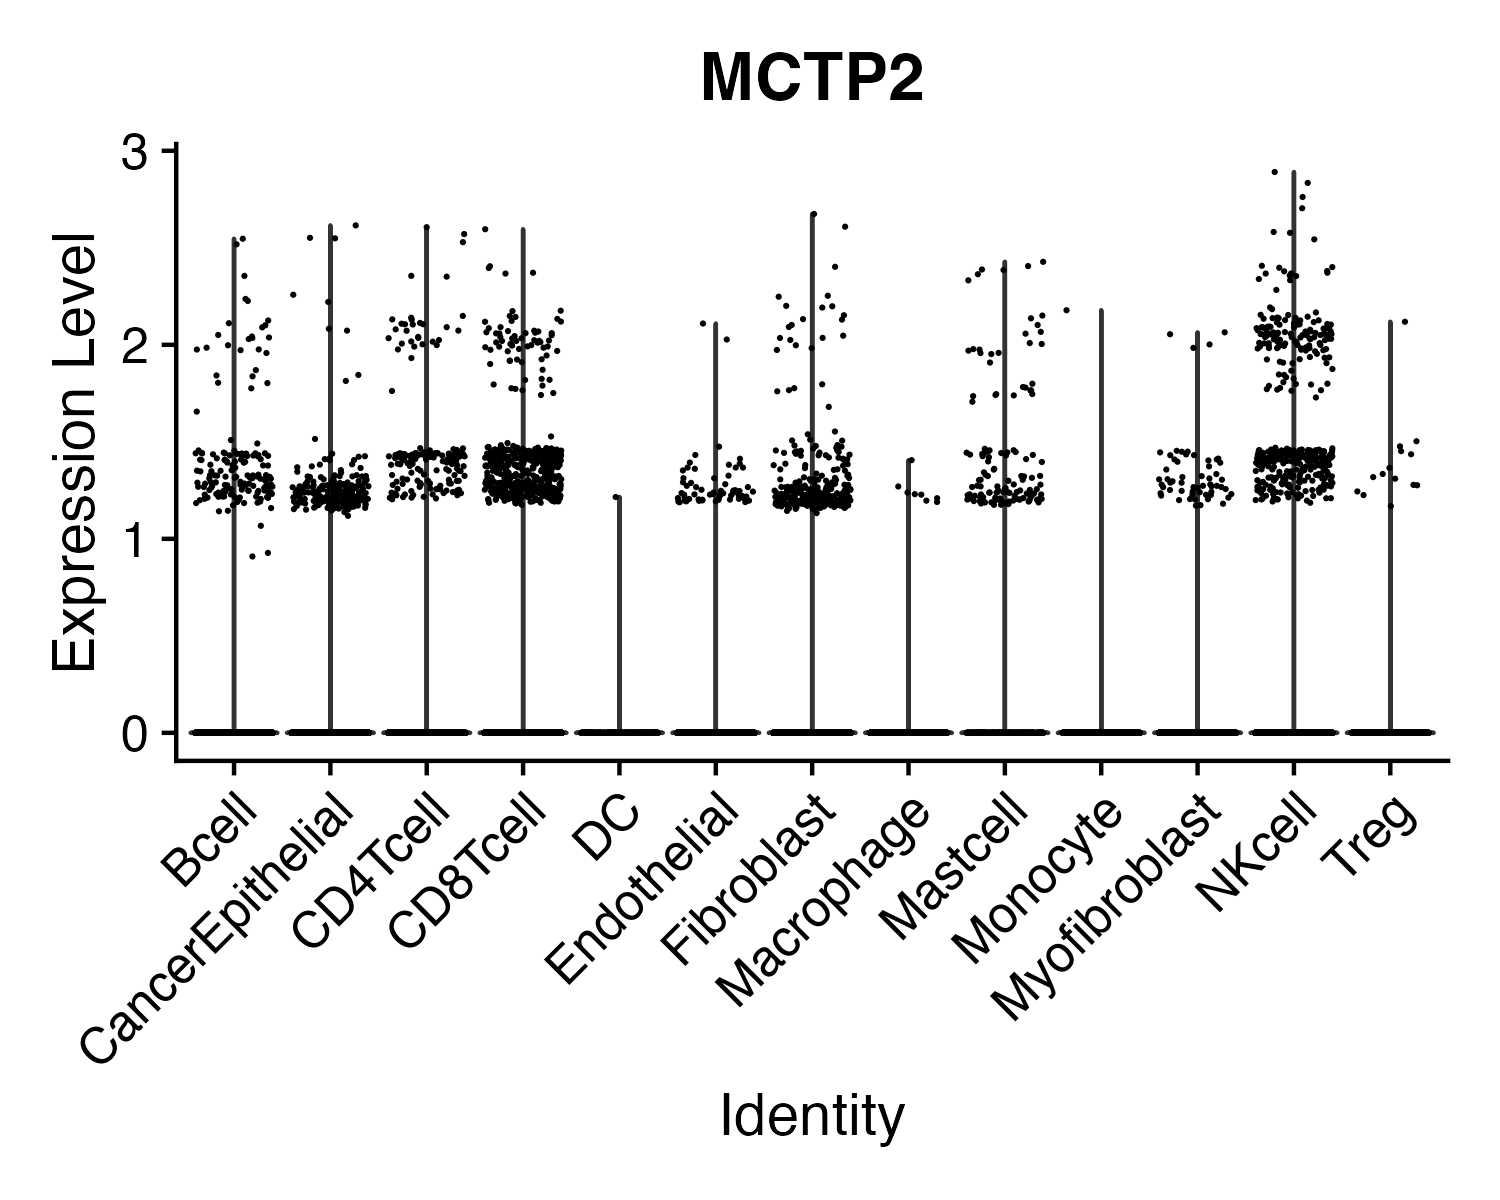 MCTP2
Expression Level
3
2
1
0
Bcell
CancerEpithelial
CD4Tcell
CD8Tcell
DC
Endothelial
Fibroblast
Macrophage
Mastcell
Monocyte
Myofibroblast
NKcell
Treg
Identity